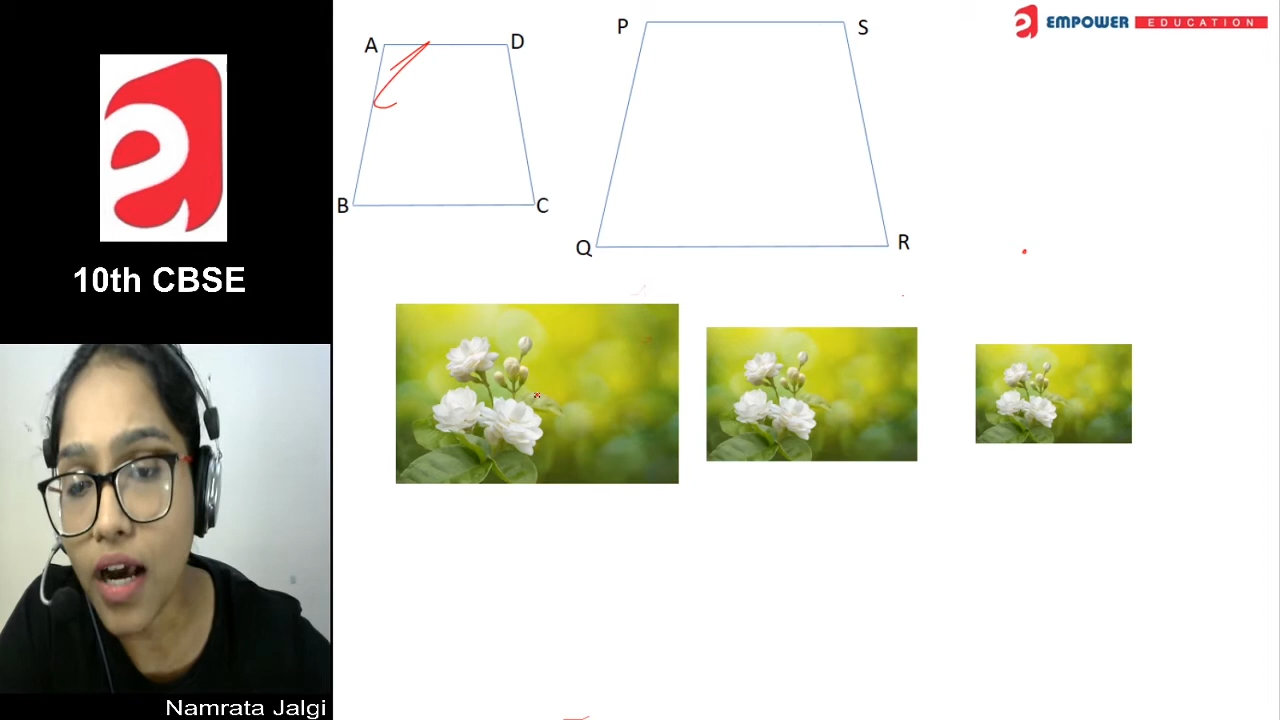 A
D
B
C
P
S
Q
R
EMPOWER EDUCATION
10th CBSE
Namrata Jalgi